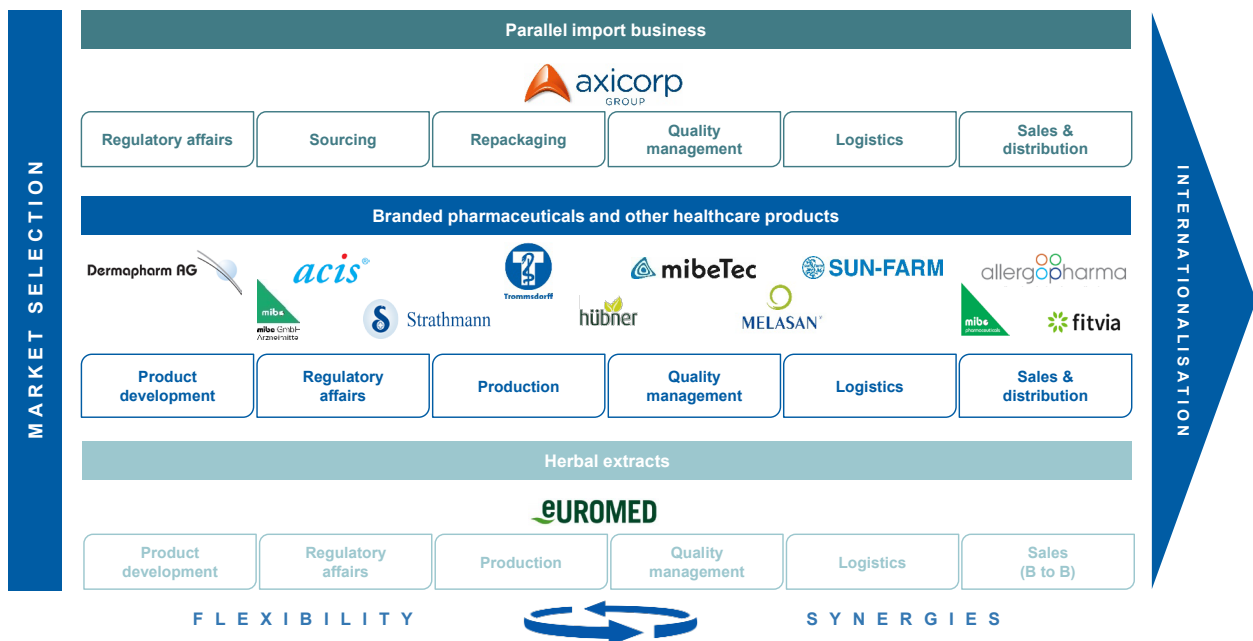 MARKET SELECTION
Parallel import business
axicorp
GROUP
Regulatory affairs
Sourcing
Repackaging
Quality
management
Logistics
Sales &
distribution
Branded pharmaceuticals and other healthcare products
Dermapharm AG
acis®
Trommsdorff
mibeTec
SUN-FARM
allergopharma
mibe
mibe GmbH
Arzneimitte
Strathmann
hübner
MELASAN
mibe
pharmaceuticals
fitvia
Product
development
Regulatory
affairs
Production
Quality
management
Logistics
Sales &
distribution
Herbal extracts
eUROMED
Product
development
Regulatory
affairs
Production
Quality
management
Logistics
Sales
(B to B)
FLEXIBILITY
SYNERGIES
INTERNATIONALISATION